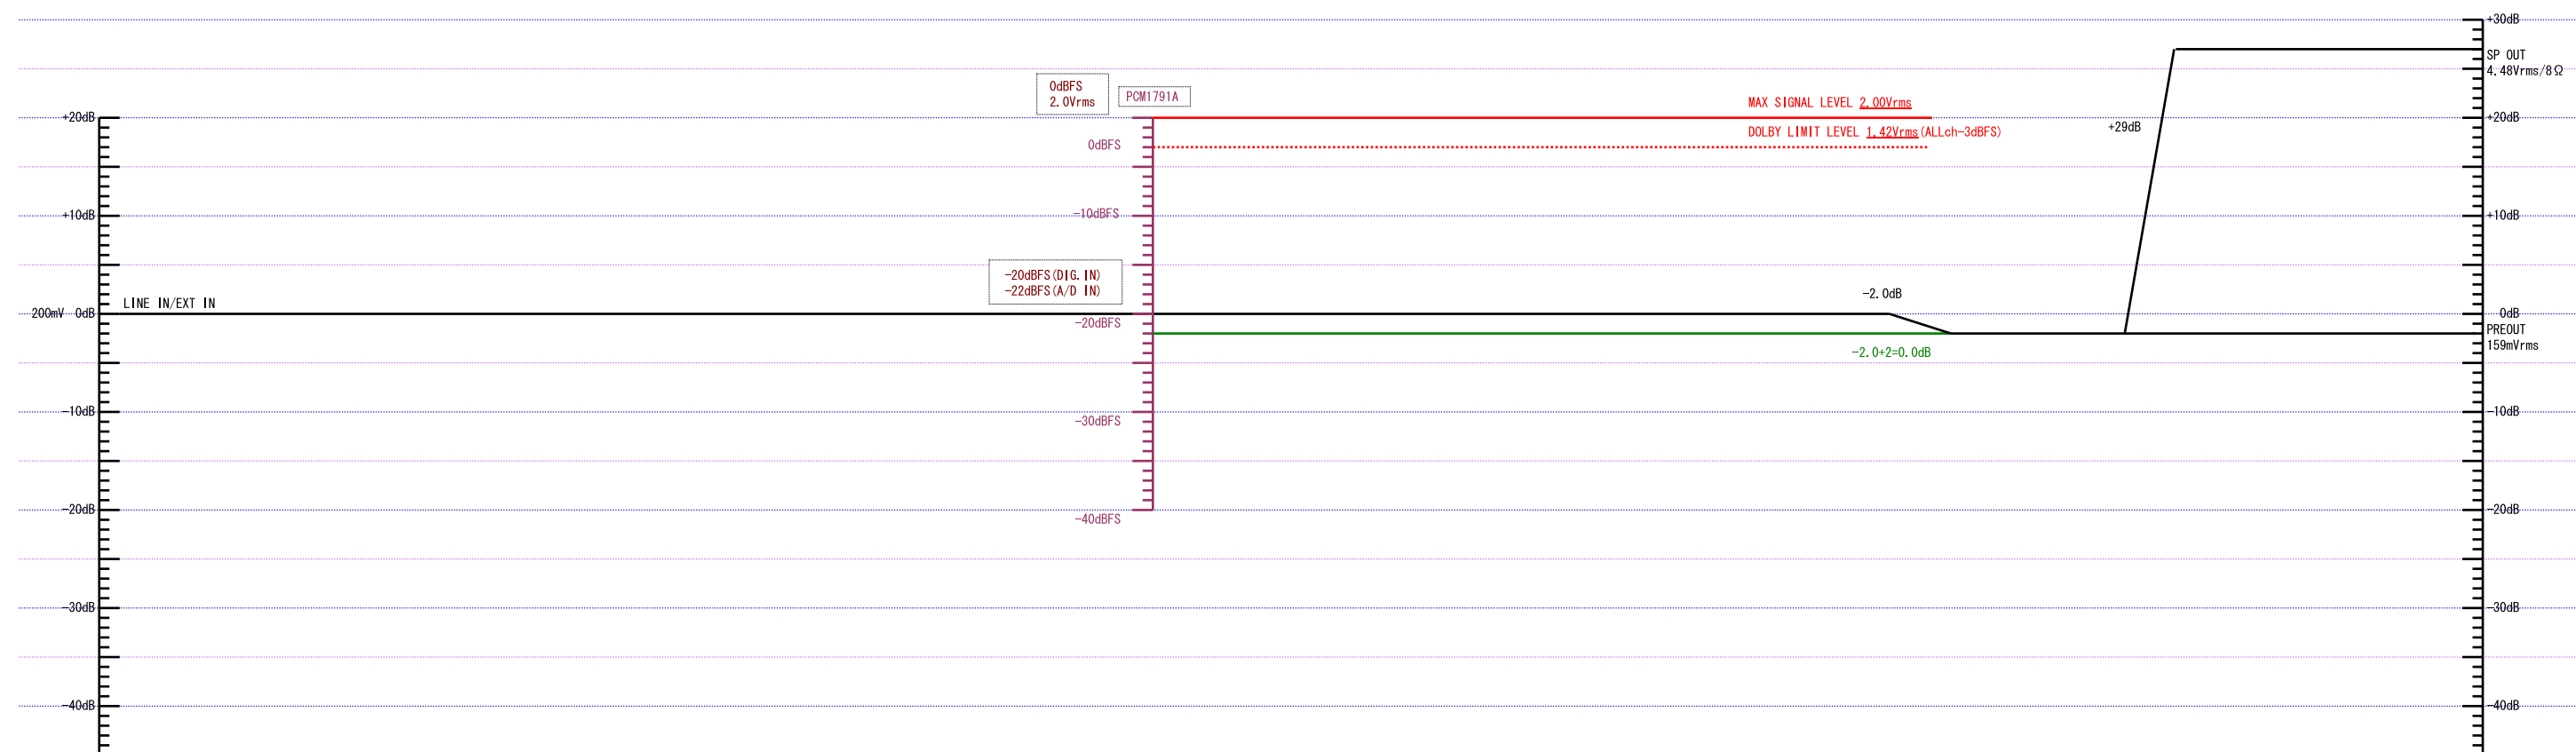 +30dB
SP OUT
4.48Vrms/8Ω
0dBFS
2.0Vrms
PCM1791A
MAX SIGNAL LEVEL 2.00Vrms
+20dB
+20dB
+29dB
DOLBY LIMIT LEVEL 1.42Vrms(ALLch-3dBFS)
0dBFS
+10dB
-10dBFS
+10dB
-20dBFS(DIG.IN)
-22dBFS(A/D IN)
-2.0dB
LINE IN/EXT IN
200mV 0dB
0dB
-20dBFS
PREOUT
159mVrms
-2.0+2=0.0dB
-10dB
-10dB
-30dBFS
-20dB
-20dB
-40dBFS
-30dB
-30dB
-40dB
-40dB